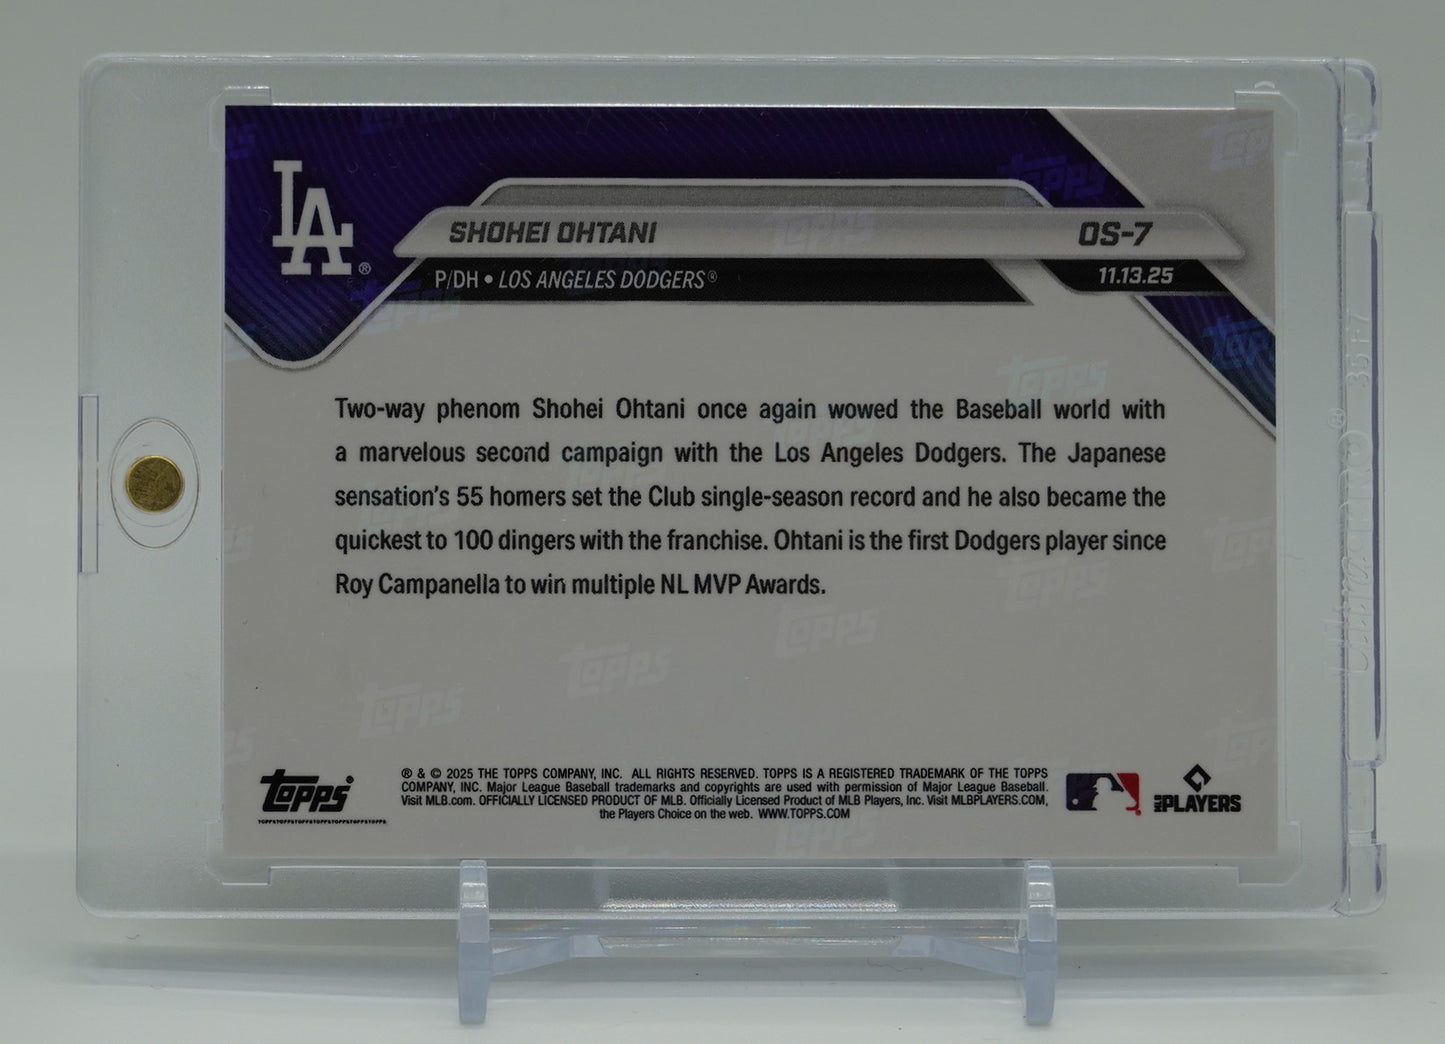 LA®
SHOHEI OHTANI
OS-7
P/DH • LOS ANGELES DODGERS®
11.13.25
Two-way phenom Shohei Ohtani once again wowed the Baseball world with
a marvelous second campaign with the Los Angeles Dodgers. The Japanese
sensation's 55 homers set the Club single-season record and he also became the
quickest to 100 dingers with the franchise. Ohtani is the first Dodgers player since
Roy Campanella to win multiple NL MVP Awards.
Topps
® & © 2025 THE TOPPS COMPANY, INC. ALL RIGHTS RESERVED. TOPPS IS A REGISTERED TRADEMARK OF THE TOPPS
COMPANY, INC. Major League Baseball trademarks and copyrights are used with permission of Major League Baseball.
Visit MLB.com. OFFICIALLY LICENSED PRODUCT OF MLB. Officially Licensed Product of MLB Players, Inc. Visit MLBPLAYERS.COM,
the Players Choice on the web. WWW.TOPPS.COM
MLB PLAYERS
Ultra•PRO® 35PT